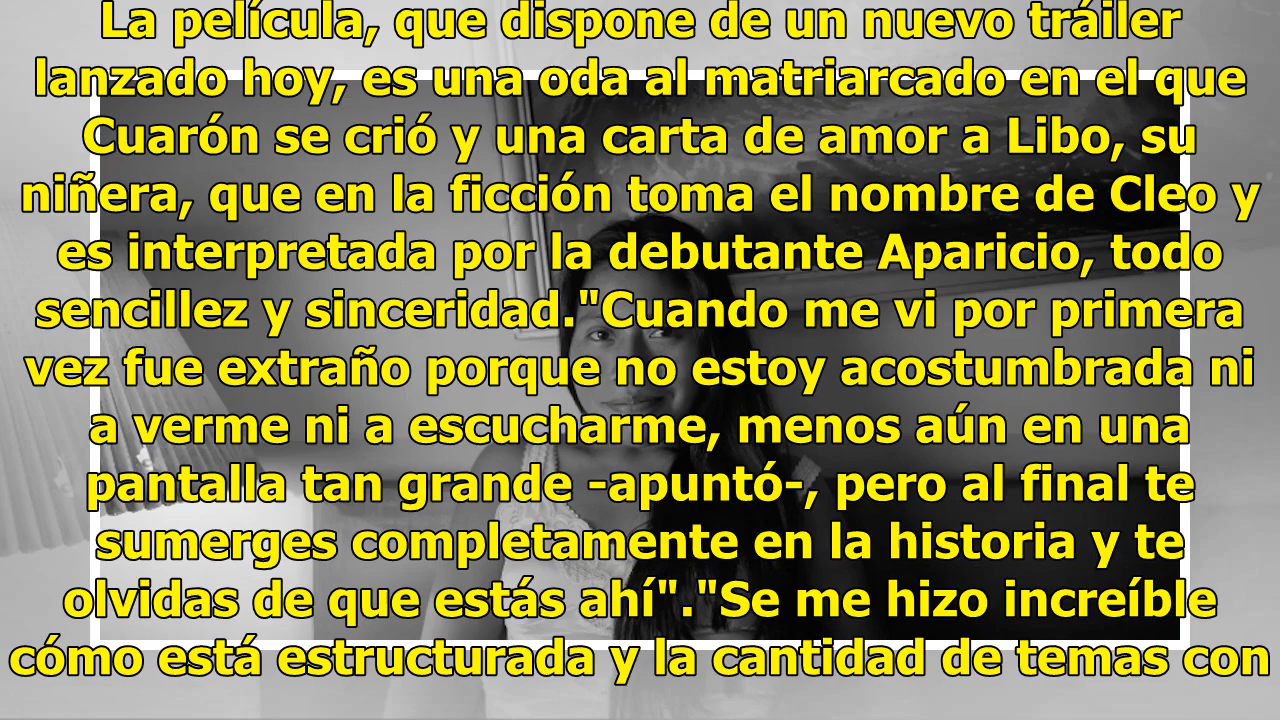 La película, que dispone de un nuevo tráiler
lanzado hoy, es una oda al matriarcado en el que
Cuarón se crió y una carta de amor a Libo, su
niñera, que en la ficción toma el nombre de Cleo y
es interpretada por la debutante Aparicio, todo
sencillez y sinceridad."Cuando me vi por primera
vez fue extraño porque no estoy acostumbrada ni
a verme ni a escucharme, menos aún en una
pantalla tan grande -apuntó-, pero al final te
sumerges completamente en la historia y te
olvidas de que estás ahí"."Se me hizo increíble
cómo está estructurada y la cantidad de temas con